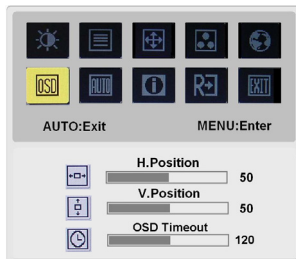 OSD AUTO i R EXIT
AUTO:Exit MENU:Enter
H.Position
50
V.Position
50
OSD Timeout
120